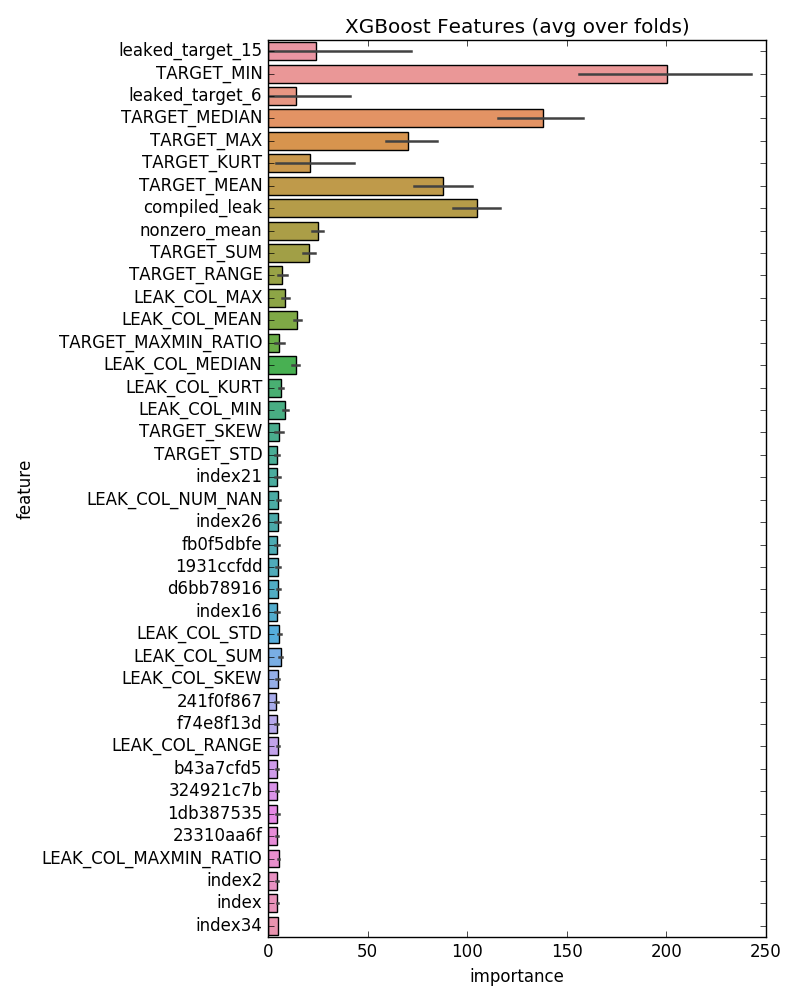 XGBoost Features (avg over folds)
leaked_target_15
TARGET_MIN
leaked_target_6
TARGET_MEDIAN
TARGET_MAX
TARGET_KURT
TARGET_MEAN
compiled_leak
nonzero_mean
TARGET_SUM
TARGET_RANGE
LEAK_COL_MAX
LEAK_COL_MEAN
TARGET_MAXMIN_RATIO
LEAK_COL_MEDIAN
LEAK_COL_KURT
LEAK_COL_MIN
TARGET_SKEW
TARGET_STD
index21
LEAK_COL_NUM_NAN
index26
fb0f5dbfe
1931ccfdd
d6bb78916
index16
LEAK_COL_STD
LEAK_COL_SUM
LEAK_COL_SKEW
241f0f867
f74e8f13d
LEAK_COL_RANGE
b43a7cfd5
324921c7b
1db387535
23310aa6f
LEAK_COL_MAXMIN_RATIO
index2
index
index34
feature
0 50 100 150 200 250
importance